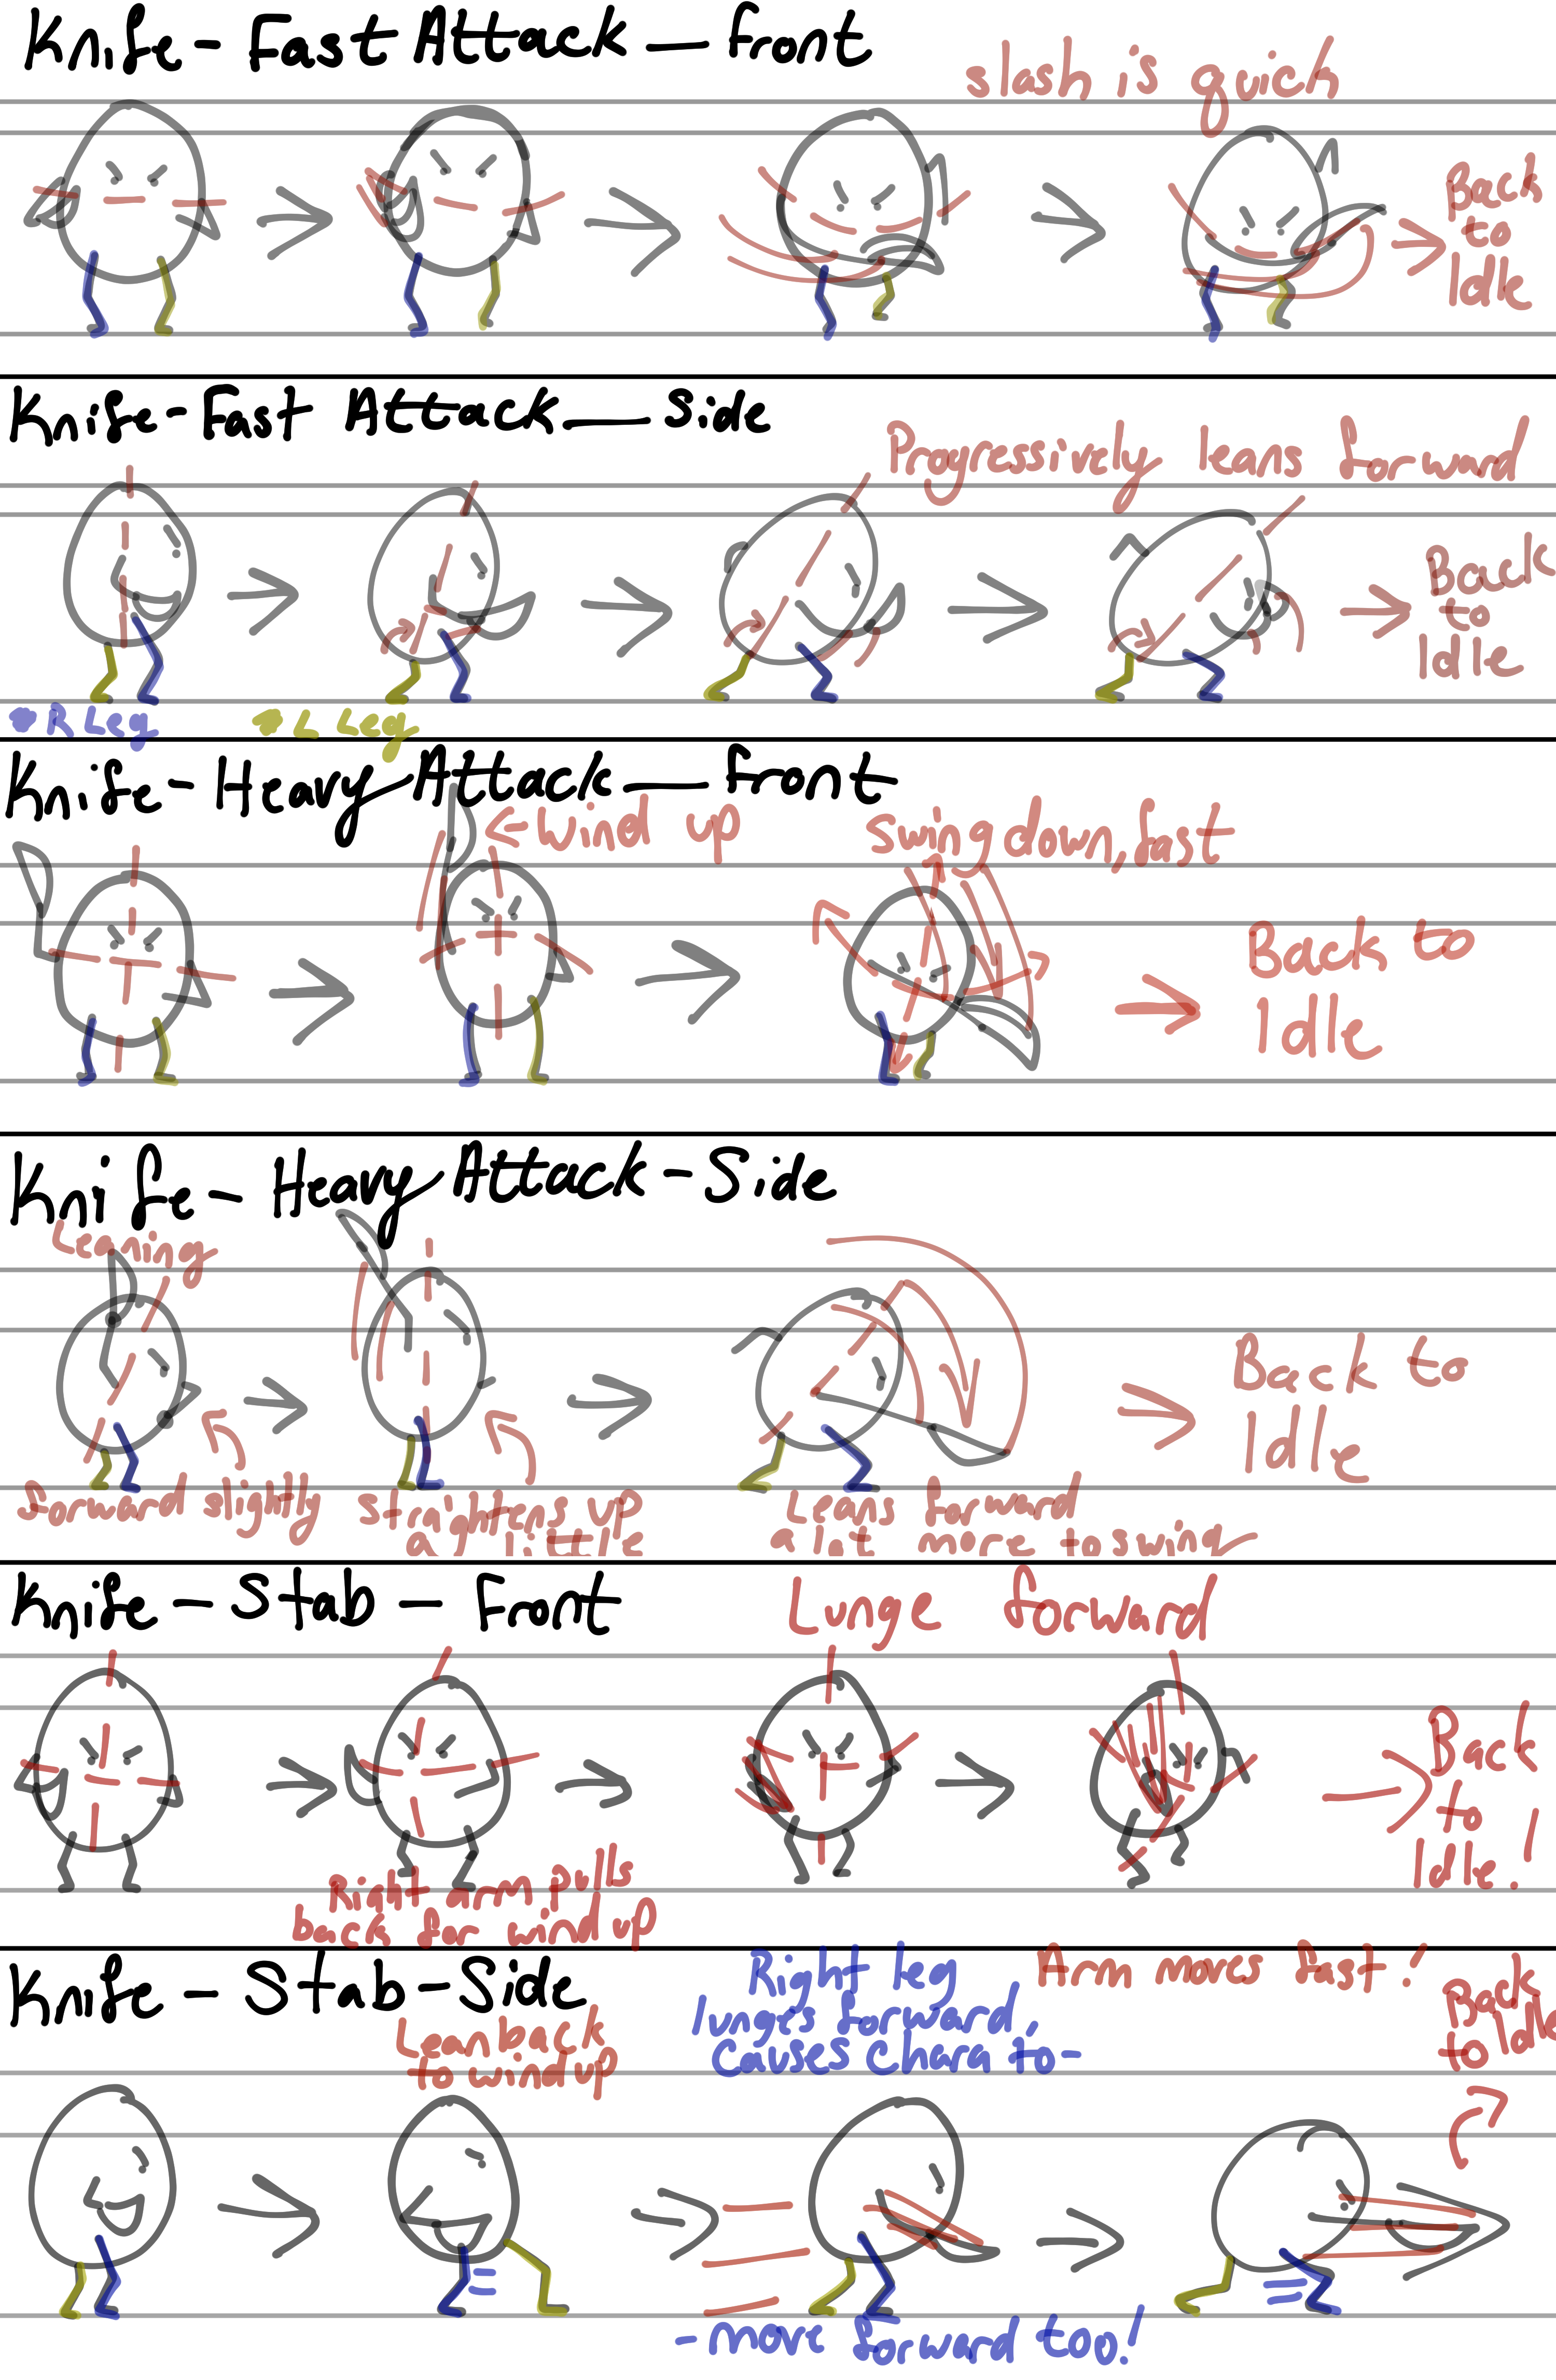 Knife - Fast Attack — front
slash is quick
Back
to
Idle
Knife - Fast Attack — Side
Progressively leans forward
Back
to
Idle
R Leg
L Leg
Knife - Heavy Attack — front
Wind up
swing down, fast
Back to
Idle
Knife - Heavy Attack - Side
Leaning
forward slightly
straightens up
a little
Leans forward
a lot more to swing
Back to
Idle
Knife - Stab - Front
Lunge forward
Right arm pulls
back for wind up
Back
to
Idle!
Knife - Stab - Side
Lean back
to wind up
Right leg
lunges forward,
causes chara to -
- move forward too!
Arm moves fast!
Back
to Idle